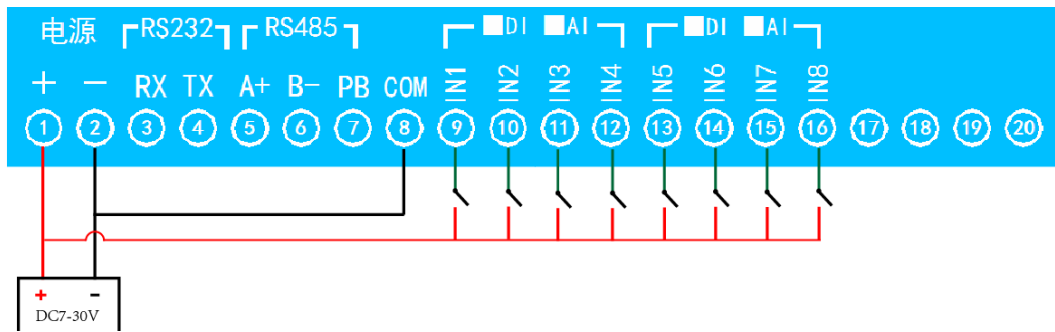 电源 RS232 RS485 DI AI DI AI
+ − RX TX A+ B− PB COM IN1 IN2 IN3 IN4 IN5 IN6 IN7 IN8
1 2 3 4 5 6 7 8 9 10 11 12 13 14 15 16 17 18 19 20
+ -
DC7-30V